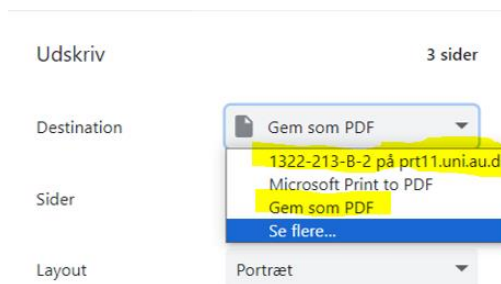 Udskriv 3 sider
Destination Gem som PDF
1322-213-B-2 på prt11.uni.au.d
Microsoft Print to PDF
Sider
Gem som PDF
Se flere...
Layout Portræt